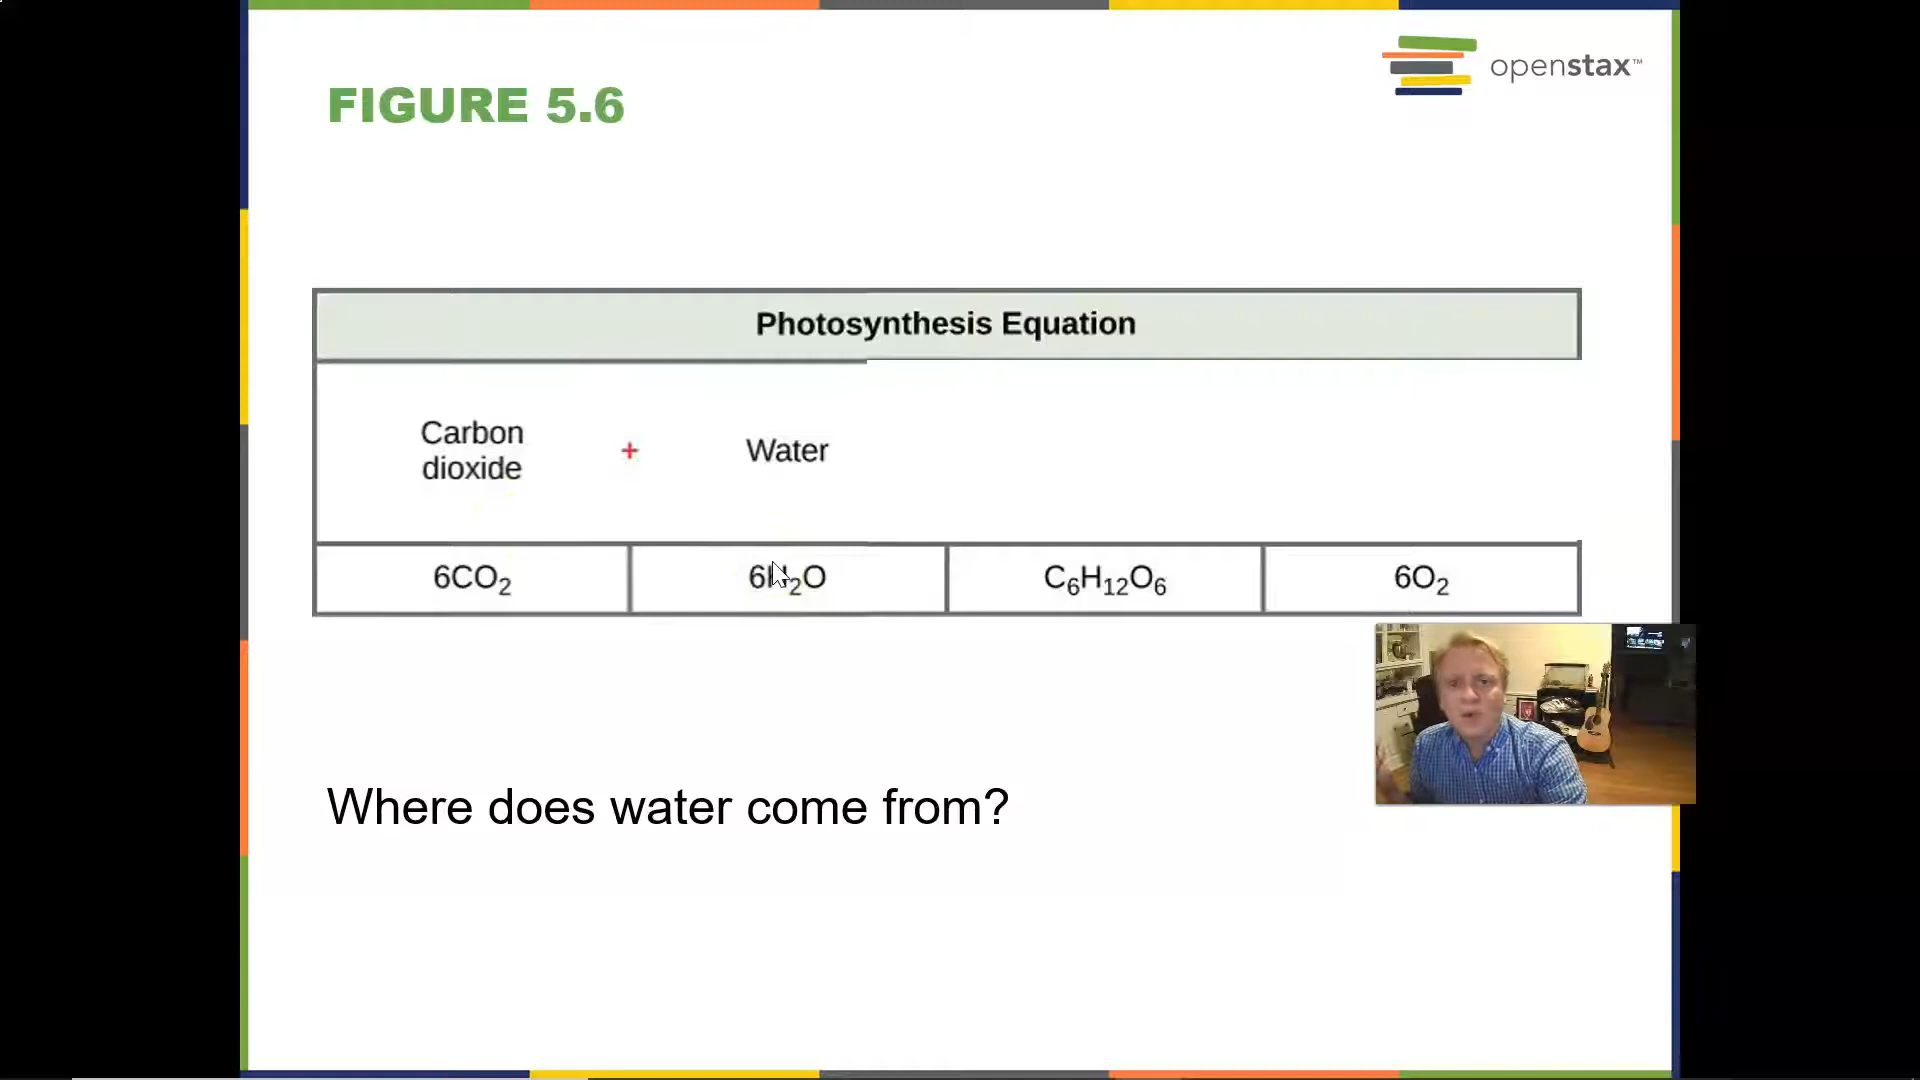 openstax™
FIGURE 5.6
Photosynthesis Equation
Carbon
dioxide
+
Water
6CO₂
6H₂O
C₆H₁₂O₆
6O₂
Where does water come from?